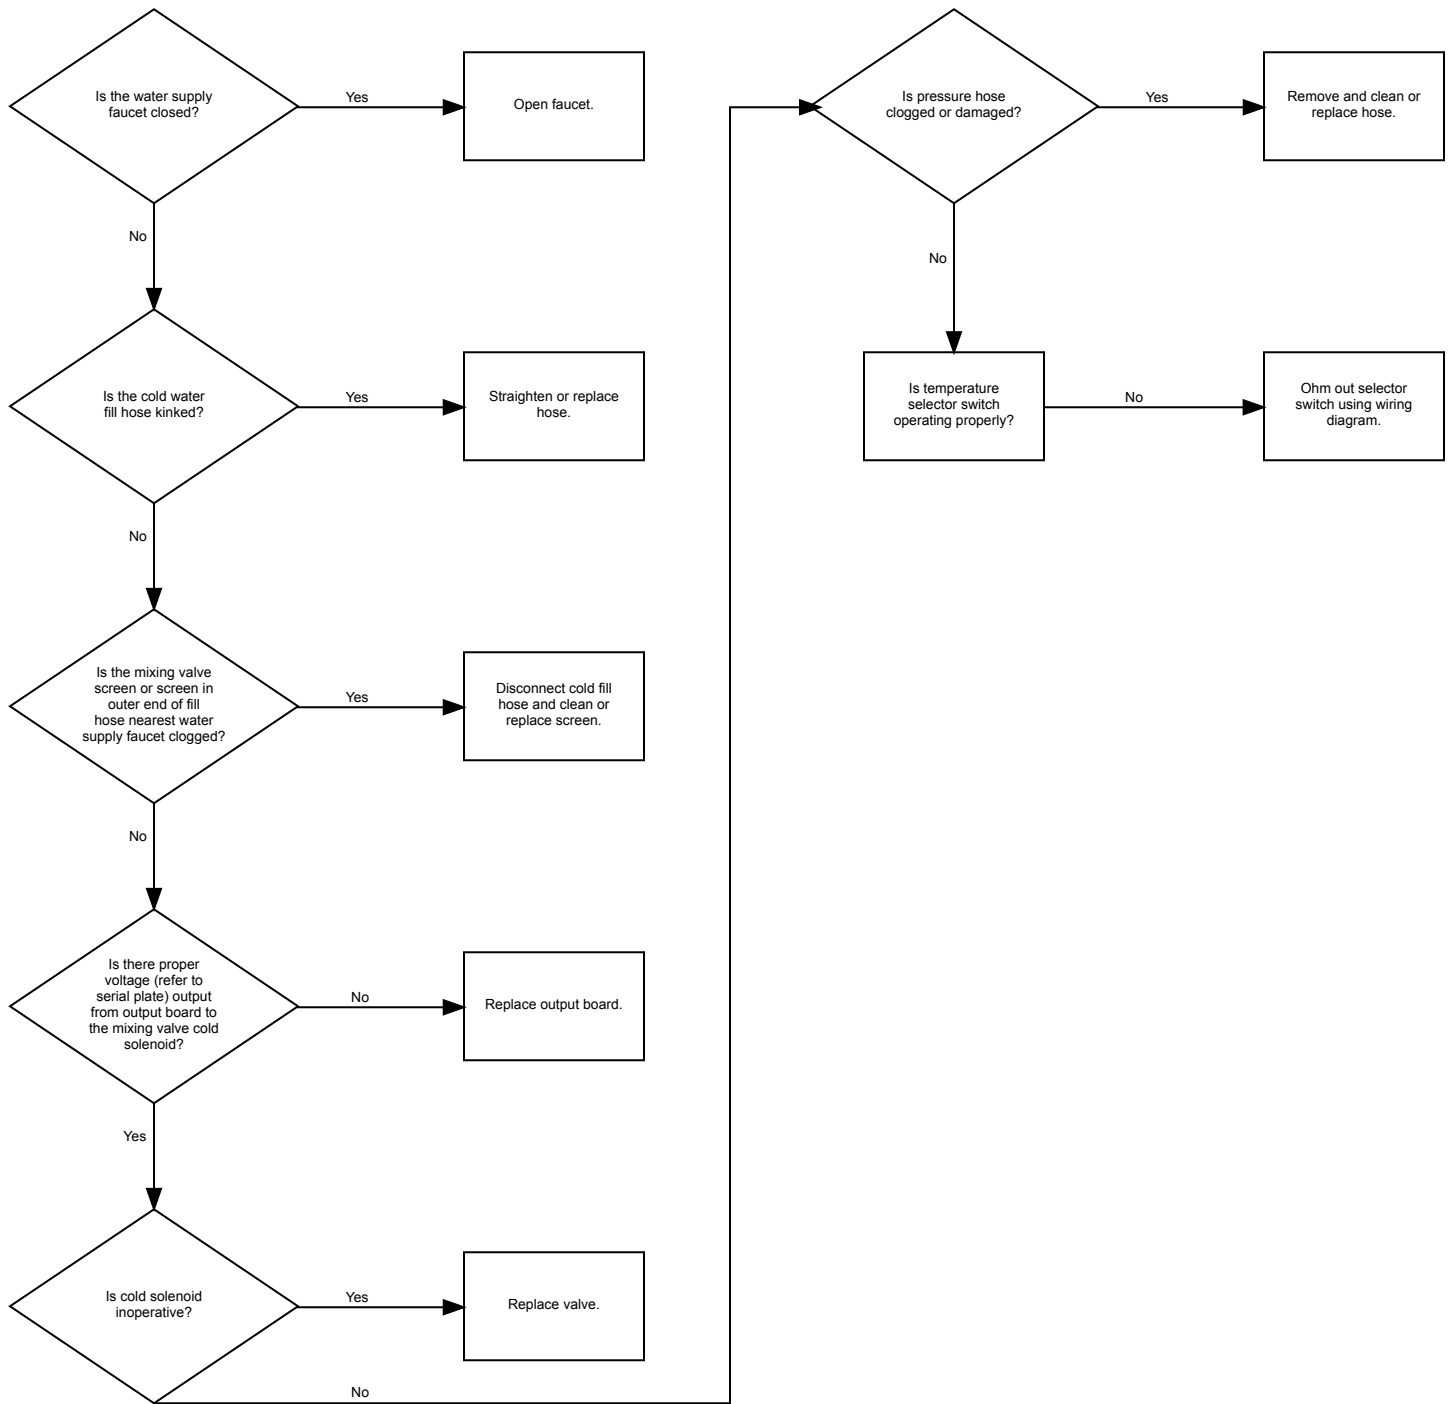 Is the water supply
faucet closed?
Yes
Open faucet.
No
Is the cold water
fill hose kinked?
Yes
Straighten or replace
hose.
No
Is the mixing valve
screen or screen in
outer end of fill
hose nearest water
supply faucet clogged?
Yes
Disconnect cold fill
hose and clean or
replace screen.
No
Is there proper
voltage (refer to
serial plate) output
from output board to
the mixing valve cold
solenoid?
No
Replace output board.
Yes
Is cold solenoid
inoperative?
Yes
Replace valve.
No
Is pressure hose
clogged or damaged?
Yes
Remove and clean or
replace hose.
No
Is temperature
selector switch
operating properly?
No
Ohm out selector
switch using wiring
diagram.